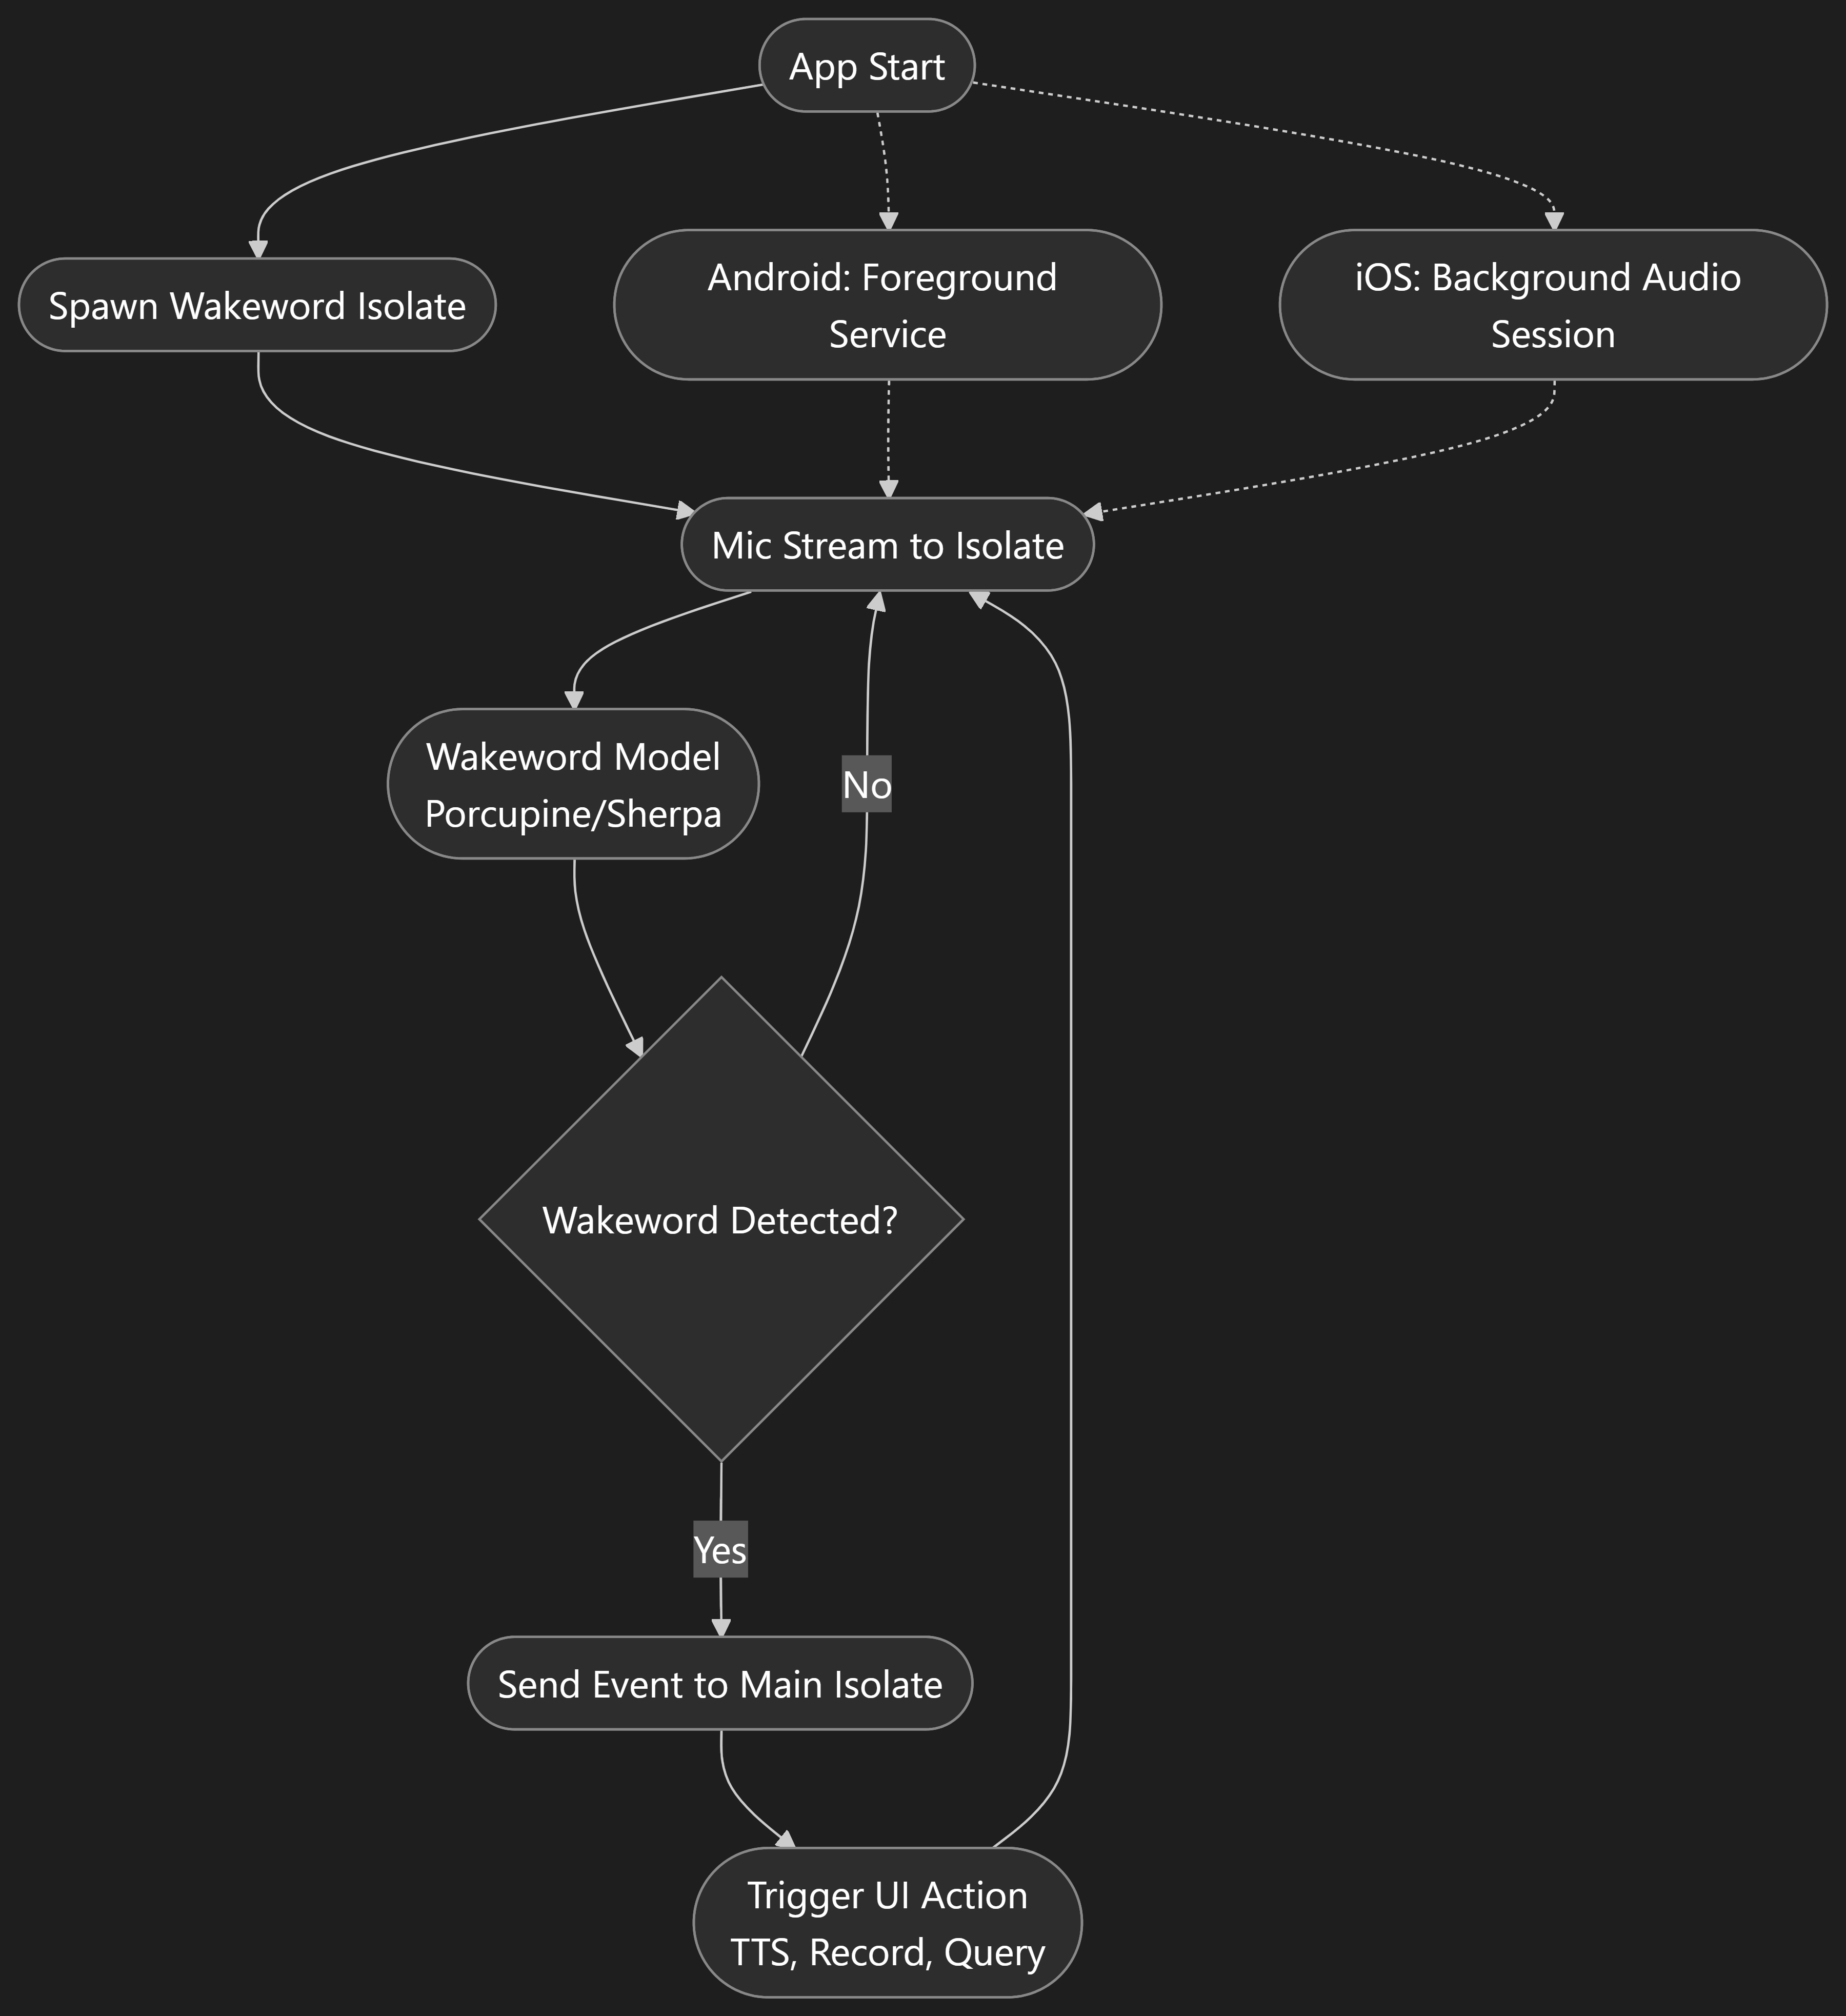 App Start
Spawn Wakeword Isolate
Android: Foreground
Service
iOS: Background Audio
Session
Mic Stream to Isolate
Wakeword Model
Porcupine/Sherpa
No
Wakeword Detected?
Yes
Send Event to Main Isolate
Trigger UI Action
TTS, Record, Query